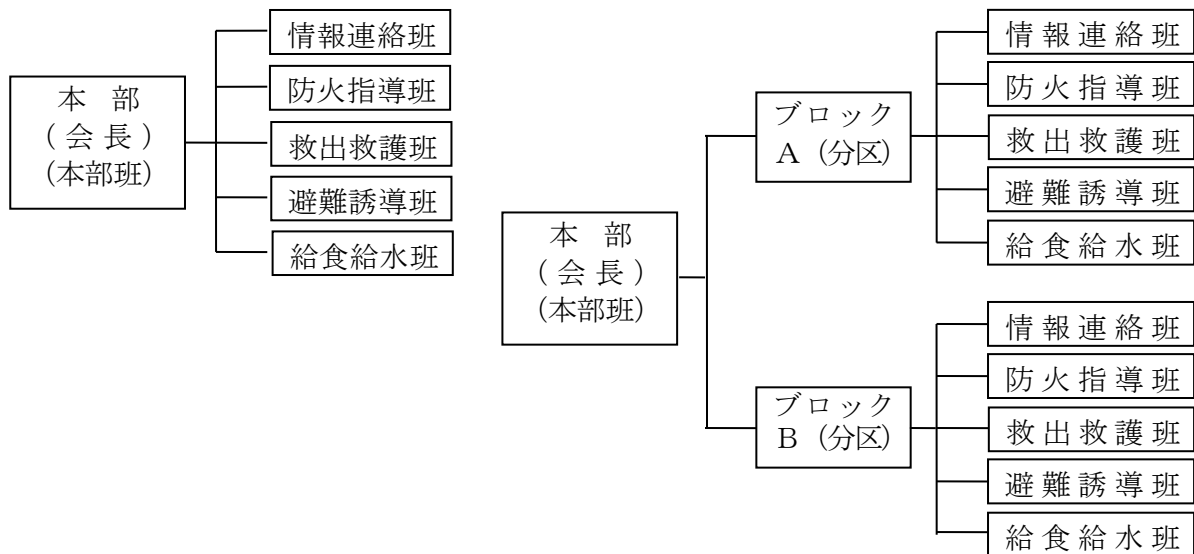 本 部
(会長)
(本部班)
情報連絡班
防火指導班
救出救護班
避難誘導班
給食給水班
本 部
(会長)
(本部班)
ブロック
A (分区)
情報連絡班
防火指導班
救出救護班
避難誘導班
給食給水班
ブロック
B (分区)
情報連絡班
防火指導班
救出救護班
避難誘導班
給食給水班